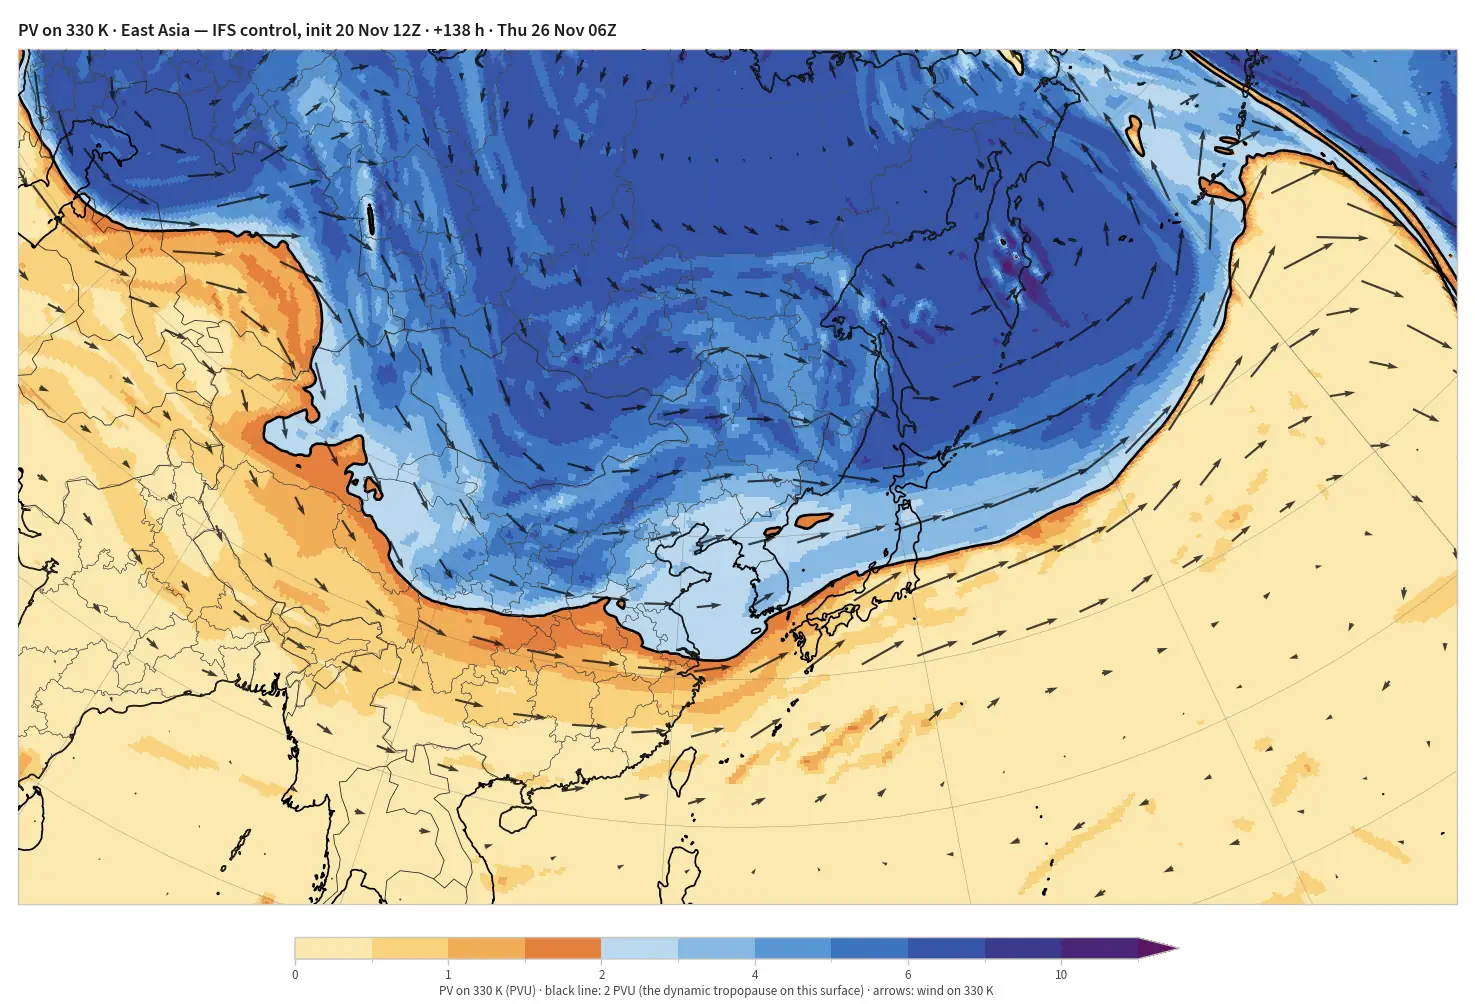 PV on 330 K · East Asia — IFS control, init 20 Nov 12Z · +138 h · Thu 26 Nov 06Z
0 1 2 4 6 10
PV on 330 K (PVU) · black line: 2 PVU (the dynamic tropopause on this surface) · arrows: wind on 330 K